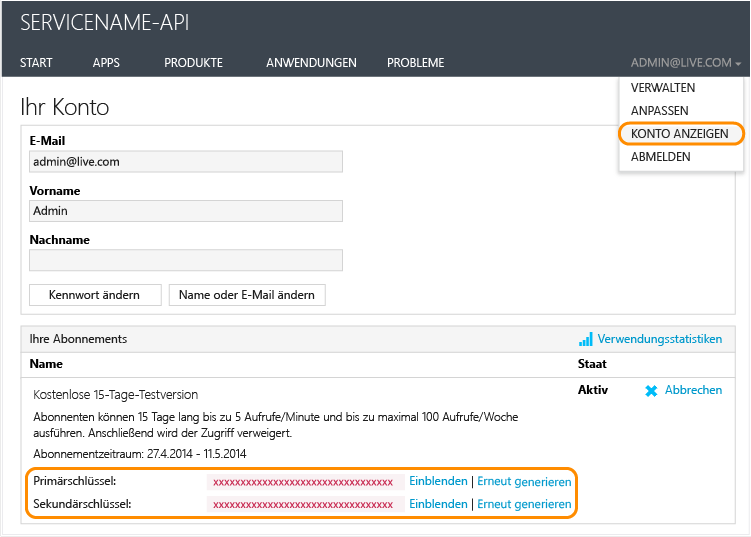 SERVICENAME-API
START APPS PRODUKTE ANWENDUNGEN PROBLEME ADMIN@LIVE.COM
VERWALTEN
ANPASSEN
KONTO ANZEIGEN
ABMELDEN
Ihr Konto
E-Mail
admin@live.com
Vorname
Admin
Nachname
Kennwort ändern Name oder E-Mail ändern
Ihre Abonnements Verwendungsstatistiken
Name Staat
Kostenlose 15-Tage-Testversion Aktiv Abbrechen
Abonnenten können 15 Tage lang bis zu 5 Aufrufe/Minute und bis zu maximal 100 Aufrufe/Woche
ausführen. Anschließend wird der Zugriff verweigert.
Abonnementzeitraum: 27.4.2014 - 11.5.2014
Primärschlüssel: xxxxxxxxxxxxxxxxxxxxxxxxxxxxxxxx Einblenden | Erneut generieren
Sekundärschlüssel: xxxxxxxxxxxxxxxxxxxxxxxxxxxxxxxx Einblenden | Erneut generieren